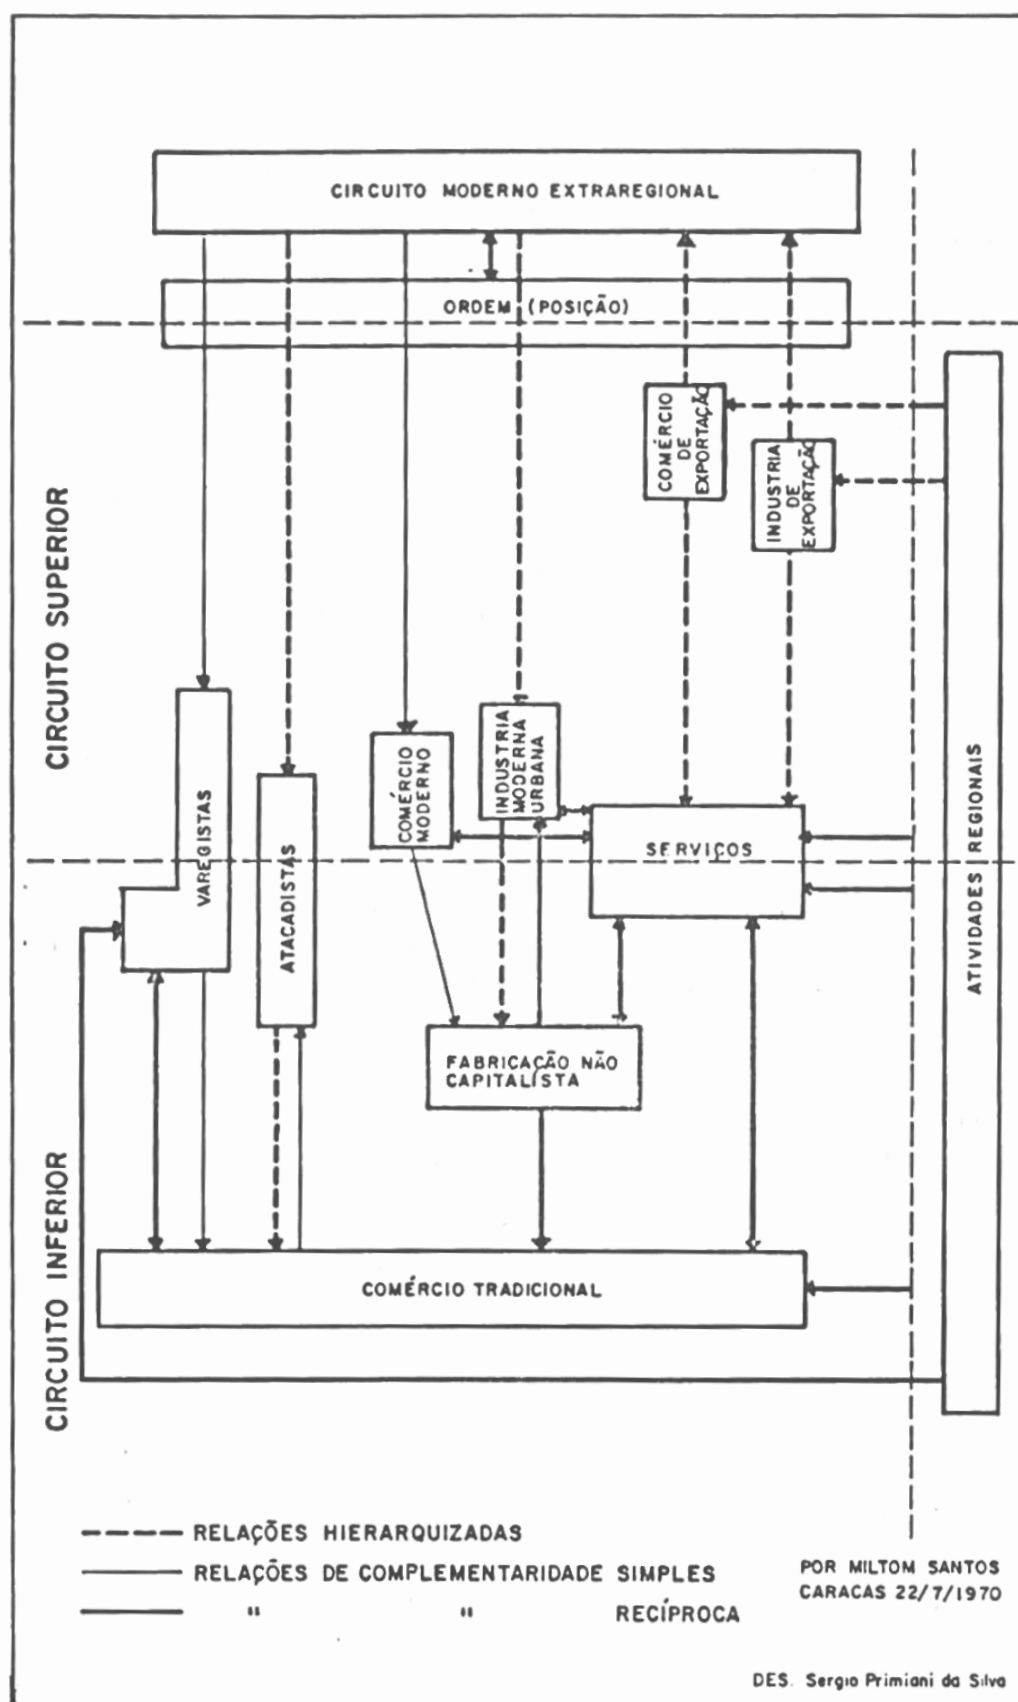 CIRCUITO MODERNO EXTRAREGIONAL
ORDEM (POSIÇÃO)
CIRCUITO SUPERIOR
COMÉRCIO
DE
EXPORTAÇÃO
INDUSTRIA
DE
EXPORTAÇÃO
VAREGISTAS
ATACADISTAS
COMÉRCIO
MODERNO
INDUSTRIA
MODERNA
URBANA
SERVIÇOS
ATIVIDADES REGIONAIS
CIRCUITO INFERIOR
FABRICAÇÃO NÃO
CAPITALISTA
COMÉRCIO TRADICIONAL
RELAÇÕES HIERARQUIZADAS
RELAÇÕES DE COMPLEMENTARIDADE SIMPLES
" " RECÍPROCA
POR MILTOM SANTOS
CARACAS 22/7/1970
DES. Sergio Primiani da Silva